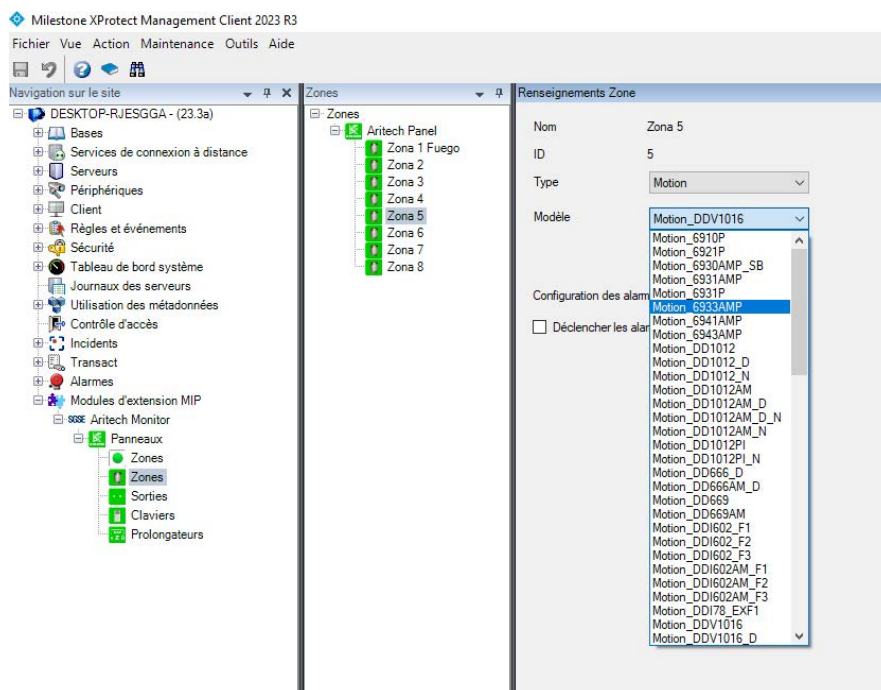 Milestone XProtect Management Client 2023 R3
Fichier Vue Action Maintenance Outils Aide
Navigation sur le site
DESKTOP-RJESGGA - (23.3a)
Bases
Services de connexion à distance
Serveurs
Périphériques
Client
Règles et événements
Sécurité
Tableau de bord système
Journaux des serveurs
Utilisation des métadonnées
Contrôle d'accès
Incidents
Transact
Alarmes
Modules d'extension MIP
Aritech Monitor
Panneaux
Zones
Zones
Sorties
Claviers
Prolongateurs
Zones
Zones
Aritech Panel
Zona 1 Fuego
Zona 2
Zona 3
Zona 4
Zona 5
Zona 6
Zona 7
Zona 8
Renseignements Zone
Nom Zona 5
ID 5
Type Motion
Modèle Motion_DDV1016
Motion_6910P
Motion_6921P
Motion_6930AMP_SB
Motion_6931AMP
Motion_6931P
Motion_6933AMP
Motion_6941AMP
Motion_6943AMP
Motion_DD1012
Motion_DD1012_D
Motion_DD1012_N
Motion_DD1012AM
Motion_DD1012AM_D
Motion_DD1012AM_D_N
Motion_DD1012AM_N
Motion_DD1012PI
Motion_DD1012PI_N
Motion_DD666_D
Motion_DD666AM_D
Motion_DD669
Motion_DD669AM
Motion_DDI602_F1
Motion_DDI602_F2
Motion_DDI602_F3
Motion_DDI602AM_F1
Motion_DDI602AM_F2
Motion_DDI602AM_F3
Motion_DDI78_EXF1
Motion_DDV1016
Motion_DDV1016_D
Configuration des alarm
Déclencher les alar